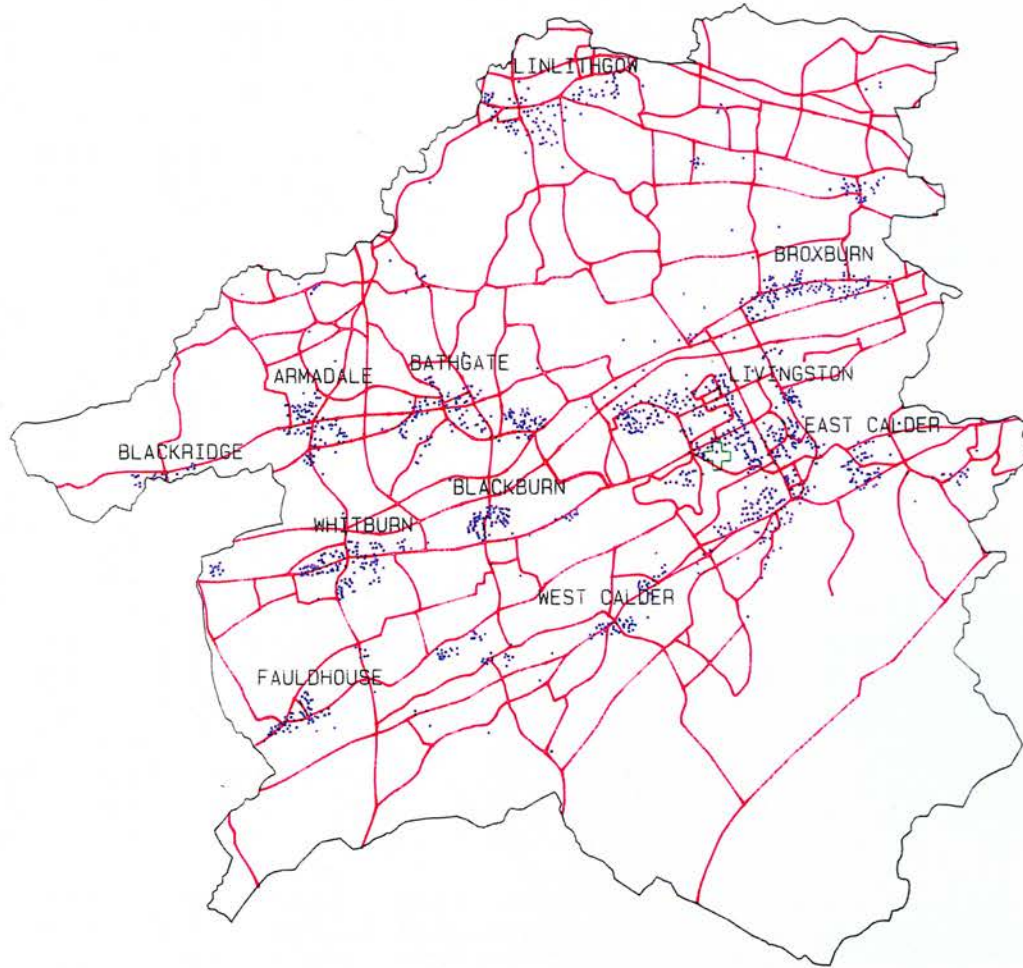 LINLITHGOW
BROXBURN
BATHGATE
ARMADALE
LIVINGSTON
EAST CALDER
BLACKRIDGE
BLACKBURN
WHITBURN
WEST CALDER
FAULDHOUSE